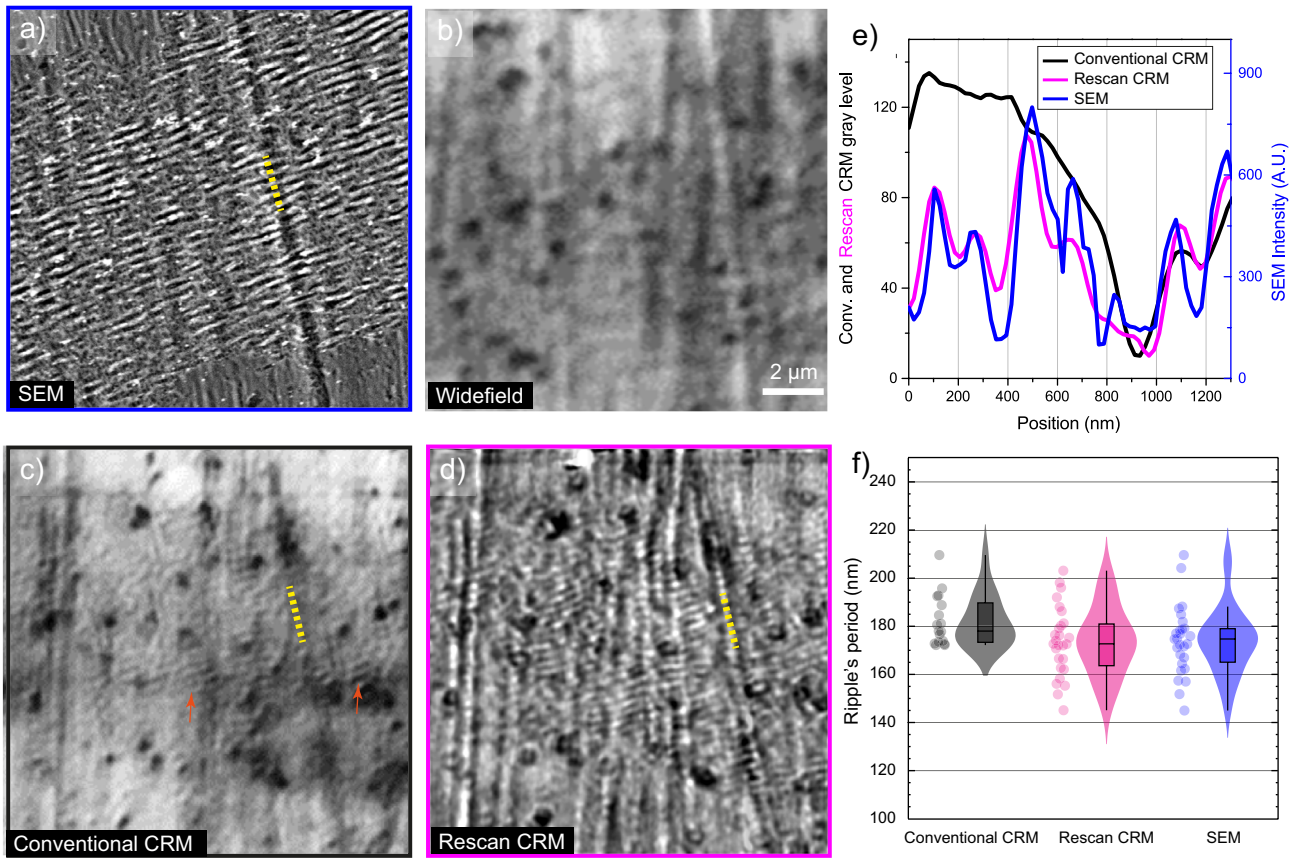 a)
SEM
b)
Widefield
2 µm
e)
Conventional CRM
Rescan CRM
SEM
Conv. and Rescan CRM gray level
120
80
40
0
900
600
300
0
SEM Intensity (A.U.)
0 200 400 600 800 1000 1200
Position (nm)
c)
Conventional CRM
d)
Rescan CRM
f)
Ripple's period (nm)
240
220
200
180
160
140
120
100
Conventional CRM Rescan CRM SEM